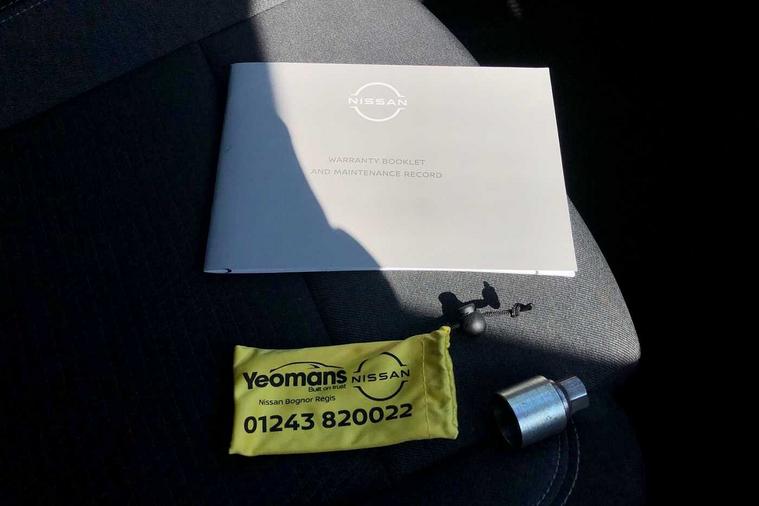 NISSAN
WARRANTY BOOKLET
AND MAINTENANCE RECORD
Yeomans
Built on trust
NISSAN
Nissan Bognor Regis
01243 820022